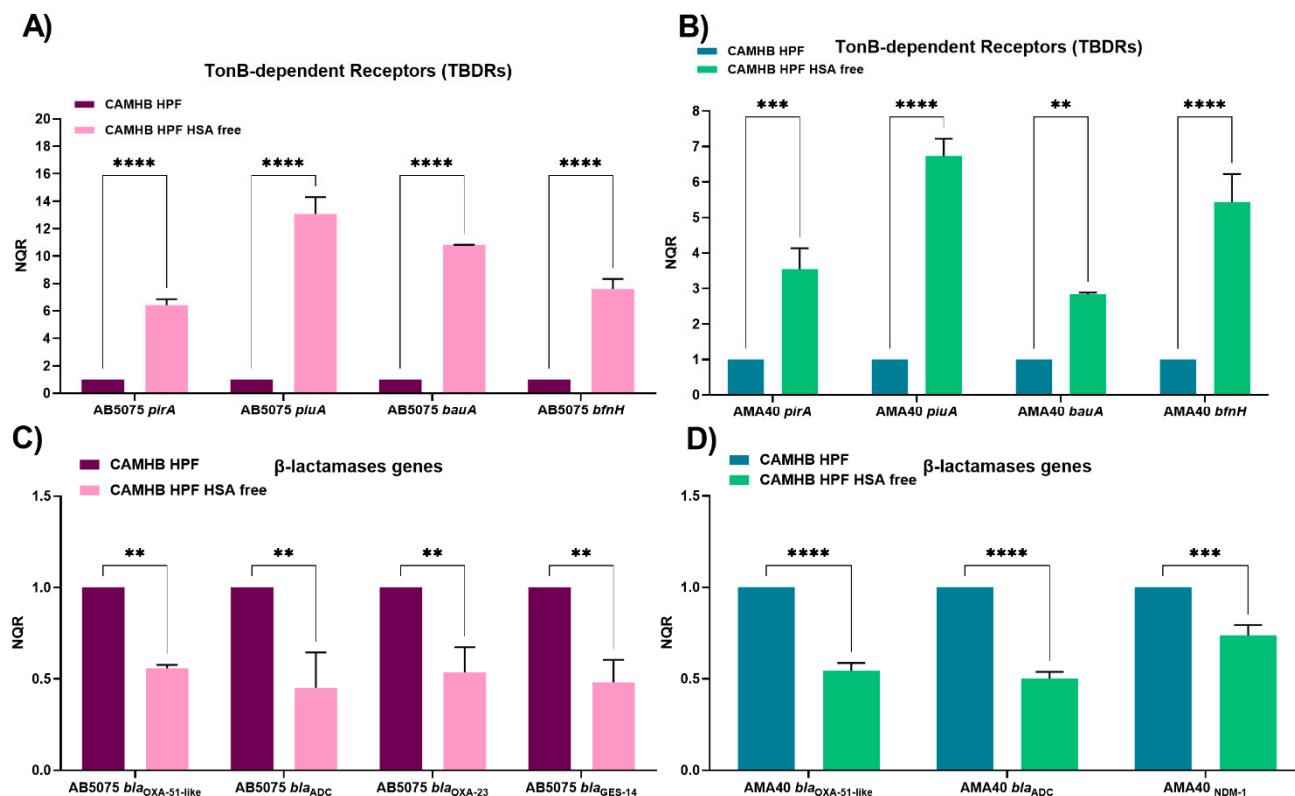 A)
TonB-dependent Receptors (TBDRs)
CAMHB HPF
CAMHB HPF HSA free
NQR
20
18
16
14
12
10
8
6
4
2
0
****
****
****
****
AB5075 pirA
AB5075 piuA
AB5075 bauA
AB5075 bfnH
B)
TonB-dependent Receptors (TBDRs)
CAMHB HPF
CAMHB HPF HSA free
NQR
8
7
6
5
4
3
2
1
0
***
****
**
****
AMA40 pirA
AMA40 piuA
AMA40 bauA
AMA40 bfnH
C)
β-lactamases genes
CAMHB HPF
CAMHB HPF HSA free
NQR
1.5
1.0
0.5
0.0
**
**
**
**
AB5075 blaOXA-51-like
AB5075 blaADC
AB5075 blaOXA-23
AB5075 blaGES-14
D)
β-lactamases genes
CAMHB HPF
CAMHB HPF HSA free
NQR
1.5
1.0
0.5
0.0
****
****
***
AMA40 blaOXA-51-like
AMA40 blaADC
AMA40 NDM-1